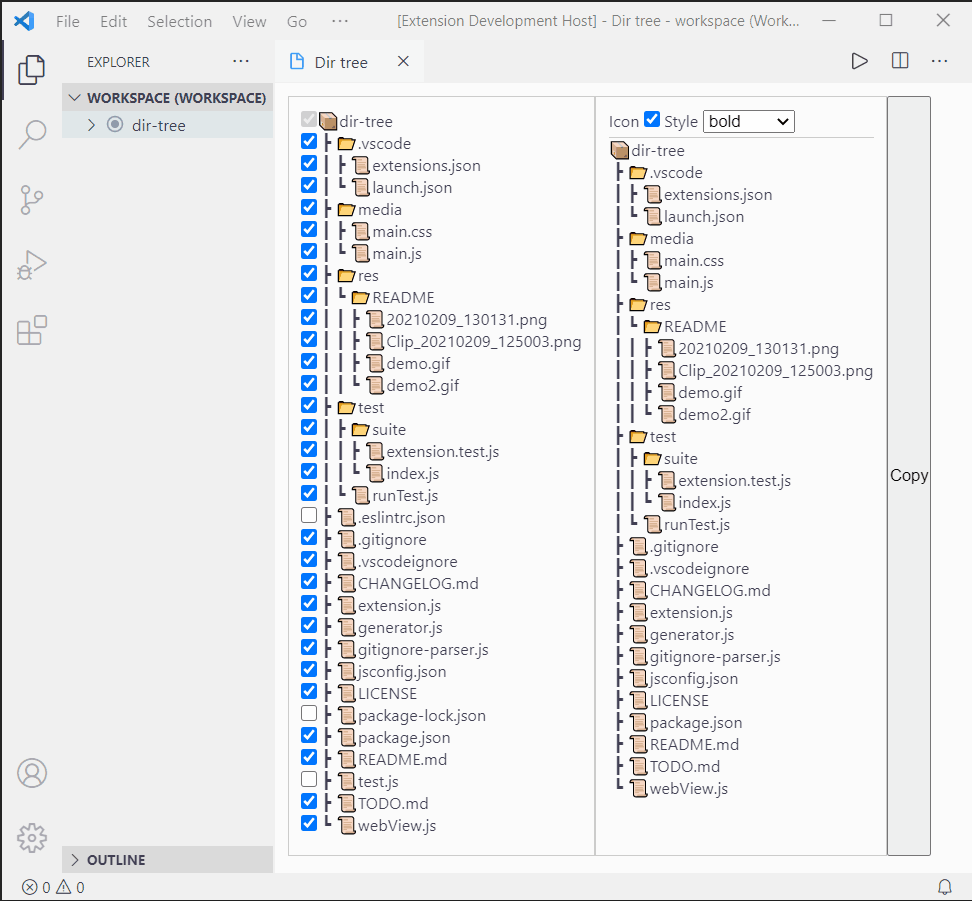 File Edit Selection View Go ··· [Extension Development Host] - Dir tree - workspace (Work...
EXPLORER ···
Dir tree
WORKSPACE (WORKSPACE)
dir-tree
dir-tree
.vscode
extensions.json
launch.json
media
main.css
main.js
res
README
20210209_130131.png
Clip_20210209_125003.png
demo.gif
demo2.gif
test
suite
extension.test.js
index.js
runTest.js
.eslintrc.json
.gitignore
.vscodeignore
CHANGELOG.md
extension.js
generator.js
gitignore-parser.js
jsconfig.json
LICENSE
package-lock.json
package.json
README.md
test.js
TODO.md
webView.js
Icon Style bold
dir-tree
.vscode
extensions.json
launch.json
media
main.css
main.js
res
README
20210209_130131.png
Clip_20210209_125003.png
demo.gif
demo2.gif
test
suite
extension.test.js
index.js
runTest.js
.gitignore
.vscodeignore
CHANGELOG.md
extension.js
generator.js
gitignore-parser.js
jsconfig.json
LICENSE
package.json
README.md
TODO.md
webView.js
Copy
OUTLINE
0 0